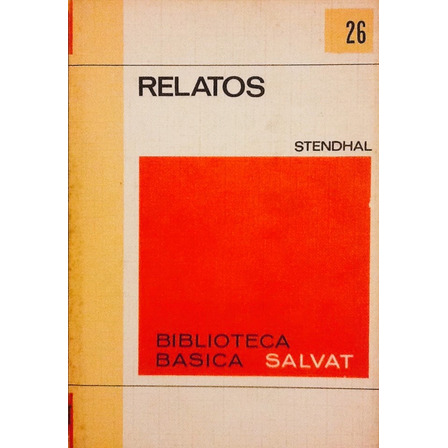 26
RELATOS
STENDHAL
BIBLIOTECA
BASICA SALVAT